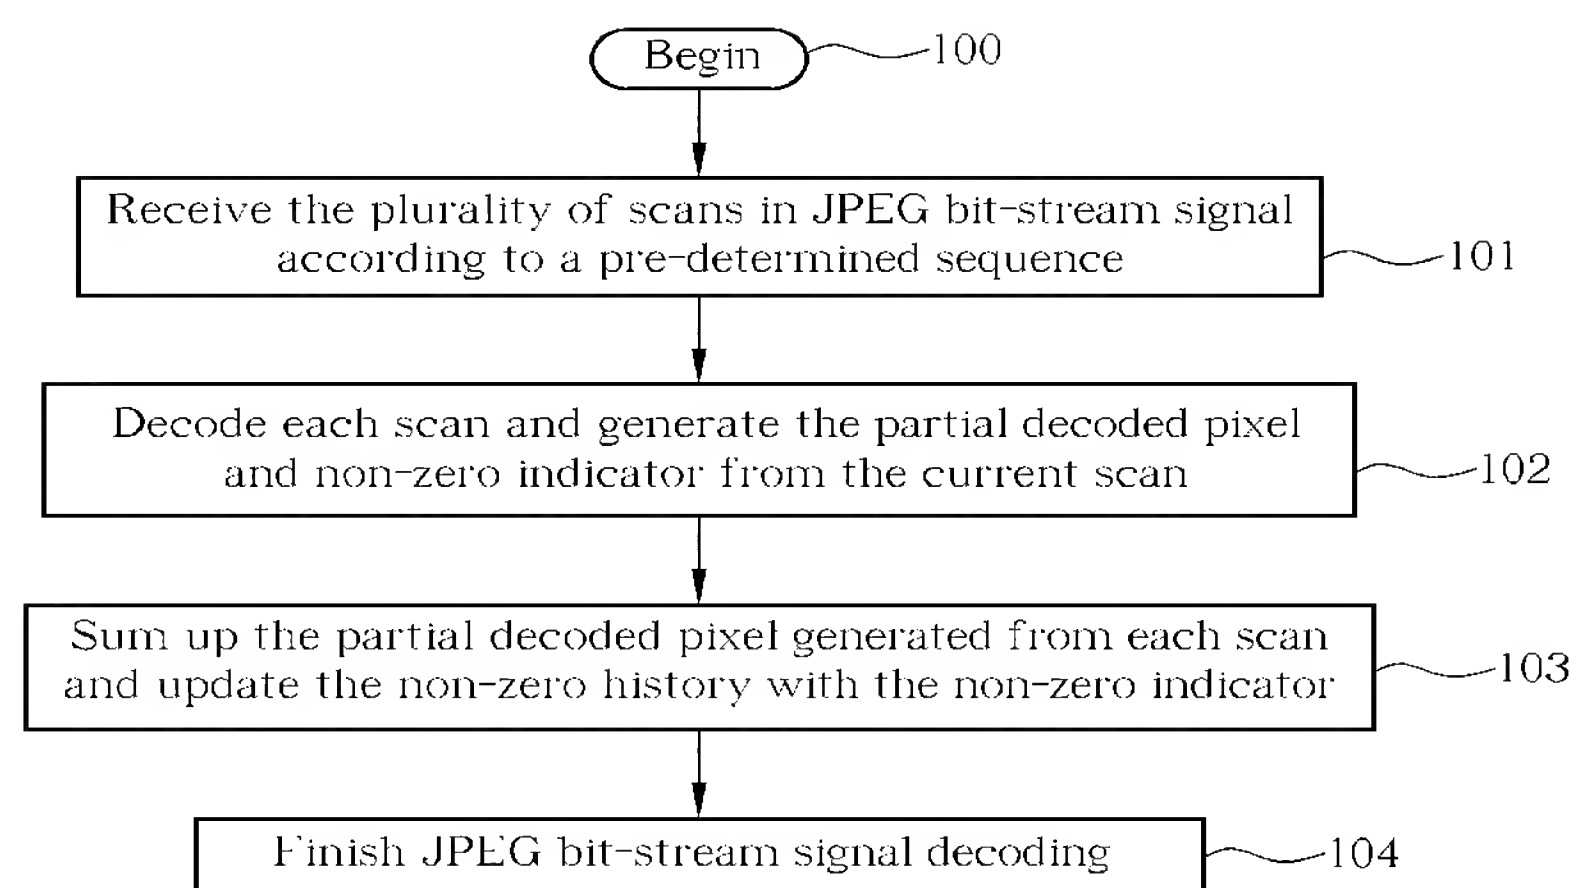 Begin
100
Receive the plurality of scans in JPEG bit-stream signal
according to a pre-determined sequence
101
Decode each scan and generate the partial decoded pixel
and non-zero indicator from the current scan
102
Sum up the partial decoded pixel generated from each scan
and update the non-zero history with the non-zero indicator
103
Finish JPEG bit-stream signal decoding
104